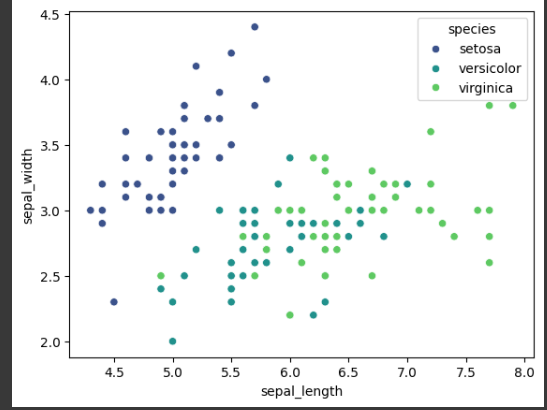 species
setosa
versicolor
virginica
sepal_width
4.5
4.0
3.5
3.0
2.5
2.0
4.5 5.0 5.5 6.0 6.5 7.0 7.5 8.0
sepal_length